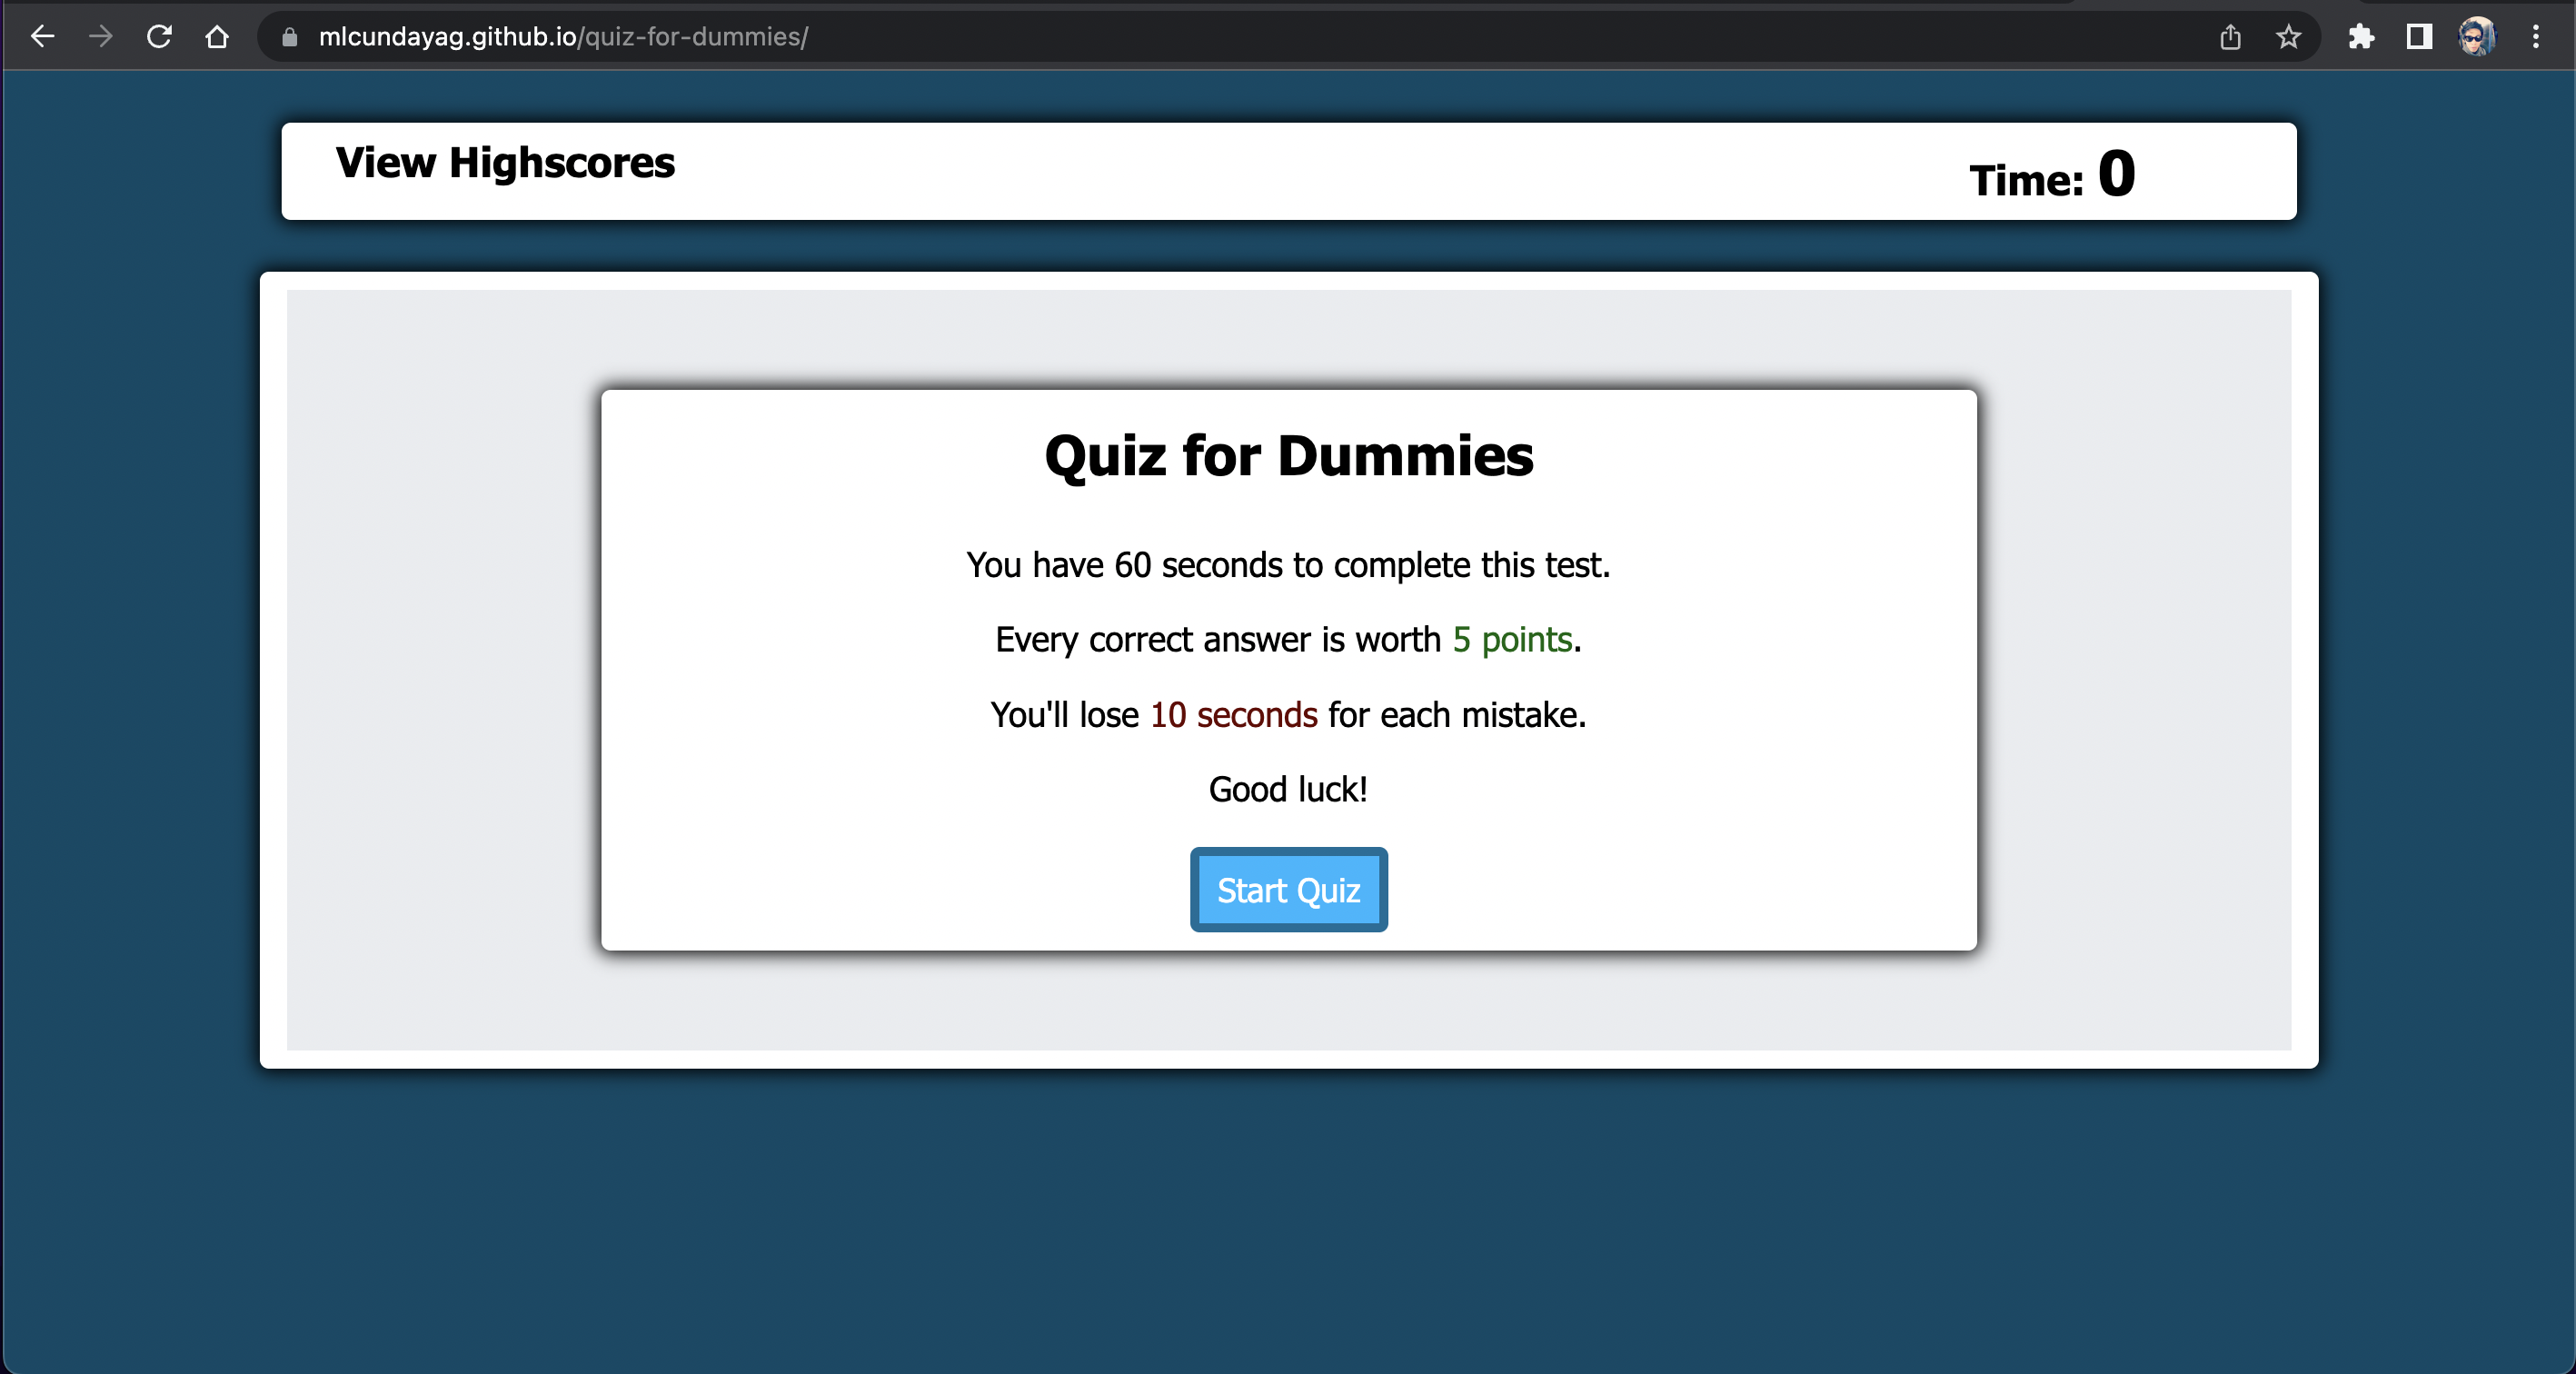 mlcundayag.github.io/quiz-for-dummies/
View Highscores
Time: 0
Quiz for Dummies
You have 60 seconds to complete this test.
Every correct answer is worth 5 points.
You'll lose 10 seconds for each mistake.
Good luck!
Start Quiz